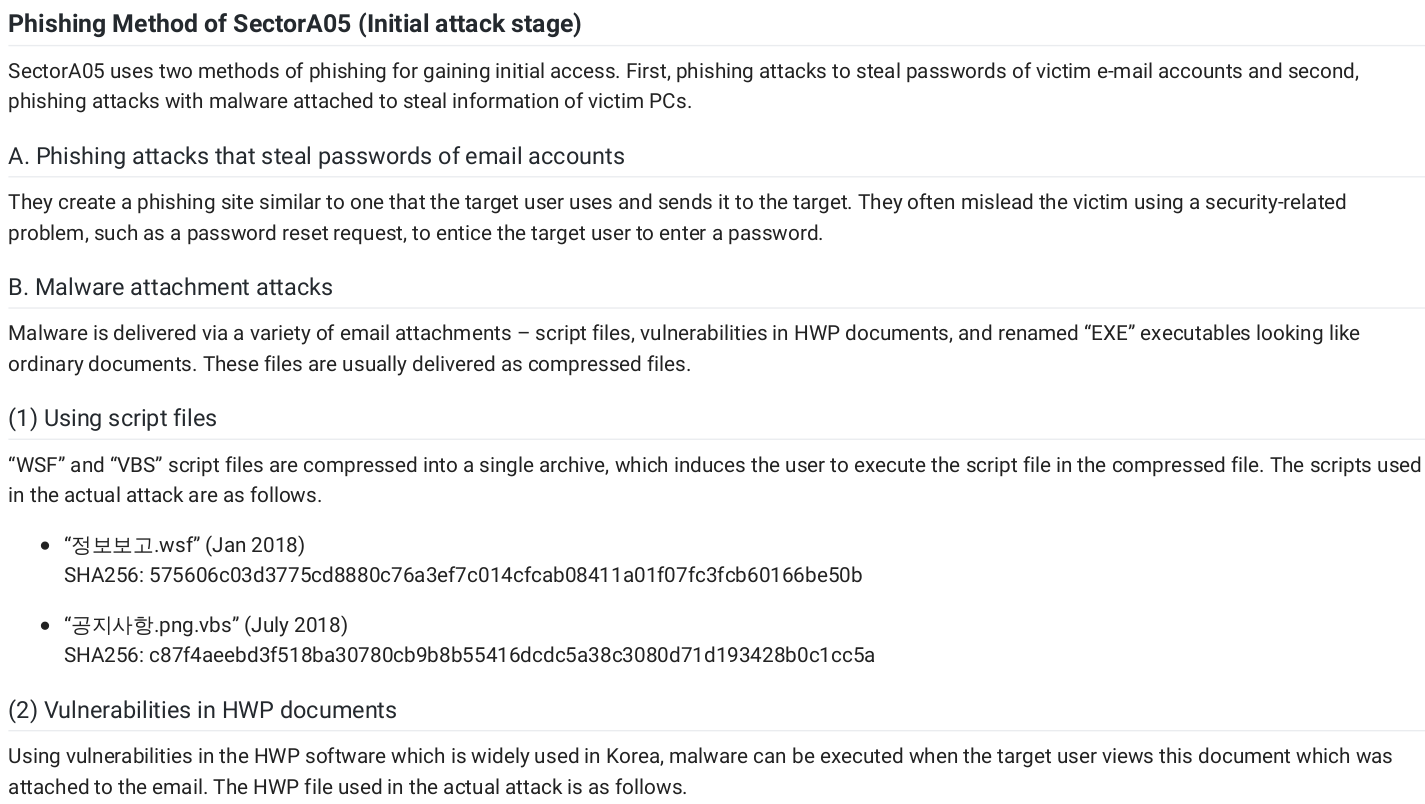 Phishing Method of SectorA05 (Initial attack stage)
SectorA05 uses two methods of phishing for gaining initial access. First, phishing attacks to steal passwords of victim e-mail accounts and second,
phishing attacks with malware attached to steal information of victim PCs.
A. Phishing attacks that steal passwords of email accounts
They create a phishing site similar to one that the target user uses and sends it to the target. They often mislead the victim using a security-related
problem, such as a password reset request, to entice the target user to enter a password.
B. Malware attachment attacks
Malware is delivered via a variety of email attachments – script files, vulnerabilities in HWP documents, and renamed “EXE” executables looking like
ordinary documents. These files are usually delivered as compressed files.
(1) Using script files
“WSF” and “VBS” script files are compressed into a single archive, which induces the user to execute the script file in the compressed file. The scripts used
in the actual attack are as follows.
• “정보보고.wsf” (Jan 2018)
SHA256: 575606c03d3775cd8880c76a3ef7c014cfcab08411a01f07fc3fcb60166be50b
• “공지사항.png.vbs” (July 2018)
SHA256: c87f4aeebd3f518ba30780cb9b8b55416dcdc5a38c3080d71d193428b0c1cc5a
(2) Vulnerabilities in HWP documents
Using vulnerabilities in the HWP software which is widely used in Korea, malware can be executed when the target user views this document which was
attached to the email. The HWP file used in the actual attack is as follows.